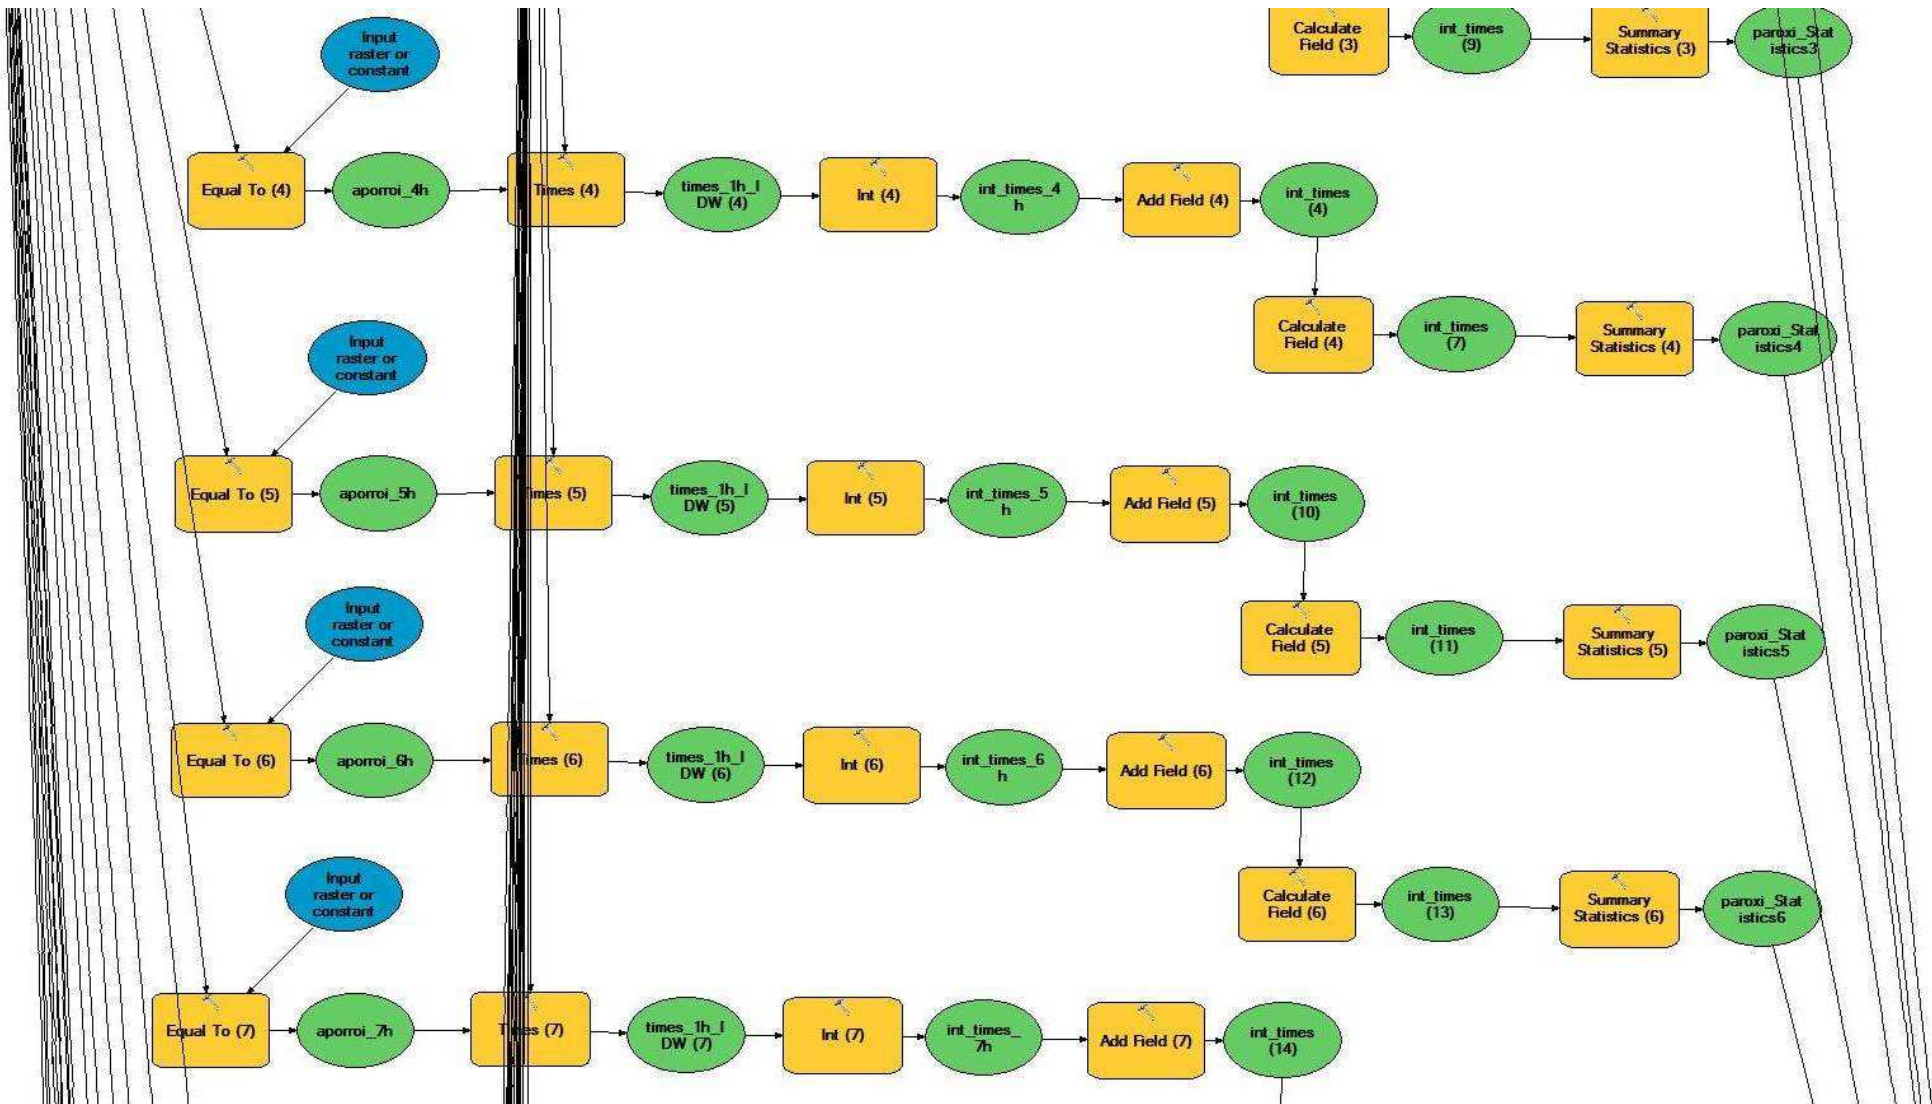 Input
raster or
constant
Calculate
Field (3)
int_times
(9)
Summary
Statistics (3)
paroxi_Stat
istics3
Equal To (4)
aporroi_4h
Times (4)
times_1h_I
DW (4)
Int (4)
int_times_4
h
Add Field (4)
int_times
(4)
Calculate
Field (4)
int_times
(7)
Summary
Statistics (4)
paroxi_Stat
istics4
Input
raster or
constant
Equal To (5)
aporroi_5h
Times (5)
times_1h_I
DW (5)
Int (5)
int_times_5
h
Add Field (5)
int_times
(10)
Calculate
Field (5)
int_times
(11)
Summary
Statistics (5)
paroxi_Stat
istics5
Input
raster or
constant
Equal To (6)
aporroi_6h
Times (6)
times_1h_I
DW (6)
Int (6)
int_times_6
h
Add Field (6)
int_times
(12)
Calculate
Field (6)
int_times
(13)
Summary
Statistics (6)
paroxi_Stat
istics6
Input
raster or
constant
Equal To (7)
aporroi_7h
Times (7)
times_1h_I
DW (7)
Int (7)
int_times_
7h
Add Field (7)
int_times
(14)